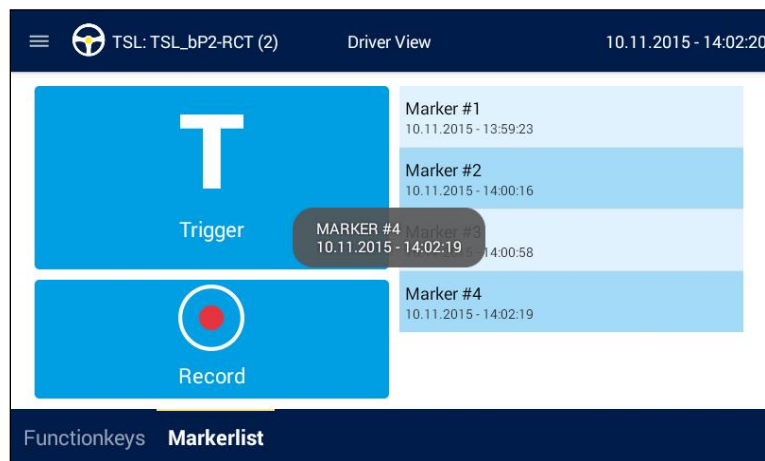 TSL: TSL_bP2-RCT (2)
Driver View
10.11.2015 - 14:02:20
T
Trigger
Record
Marker #1
10.11.2015 - 13:59:23
Marker #2
10.11.2015 - 14:00:16
MARKER #4
10.11.2015 - 14:02:19
Marker #3
14:00:58
Marker #4
10.11.2015 - 14:02:19
Functionkeys
Markerlist